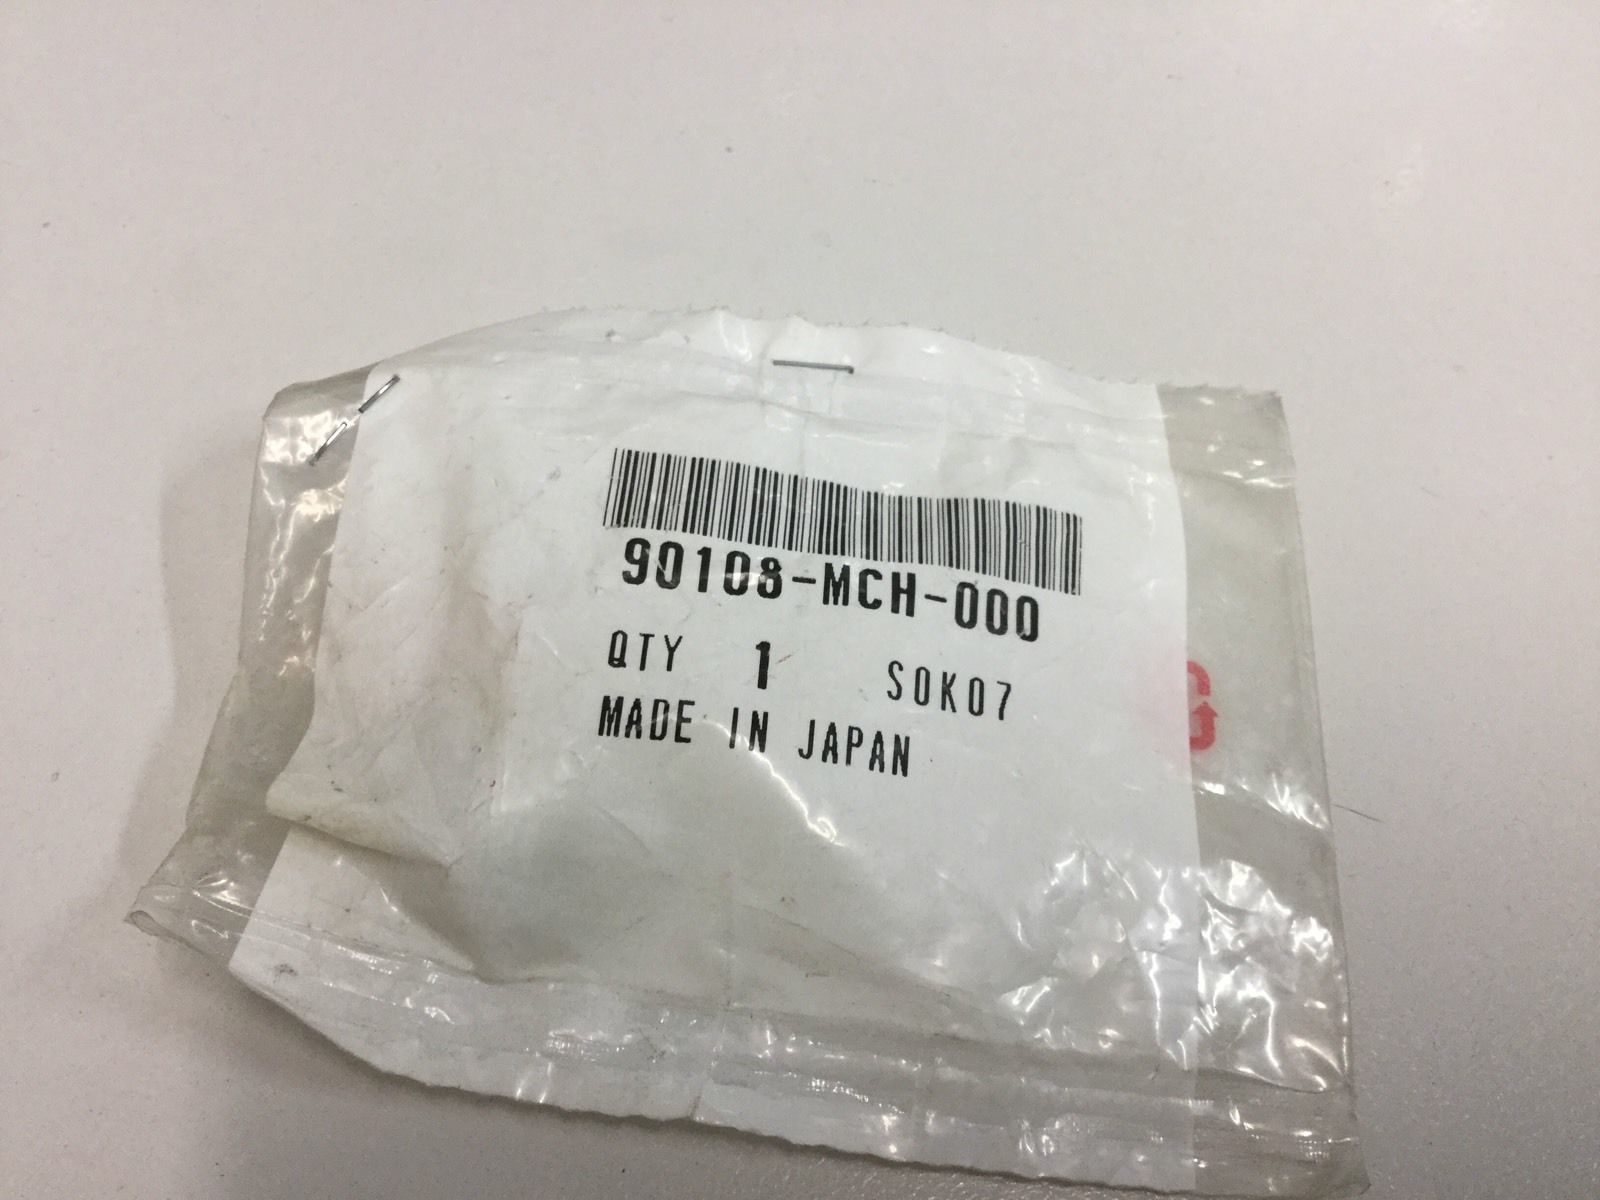 90108-MCH-000
QTY 1 S0K07
MADE IN JAPAN